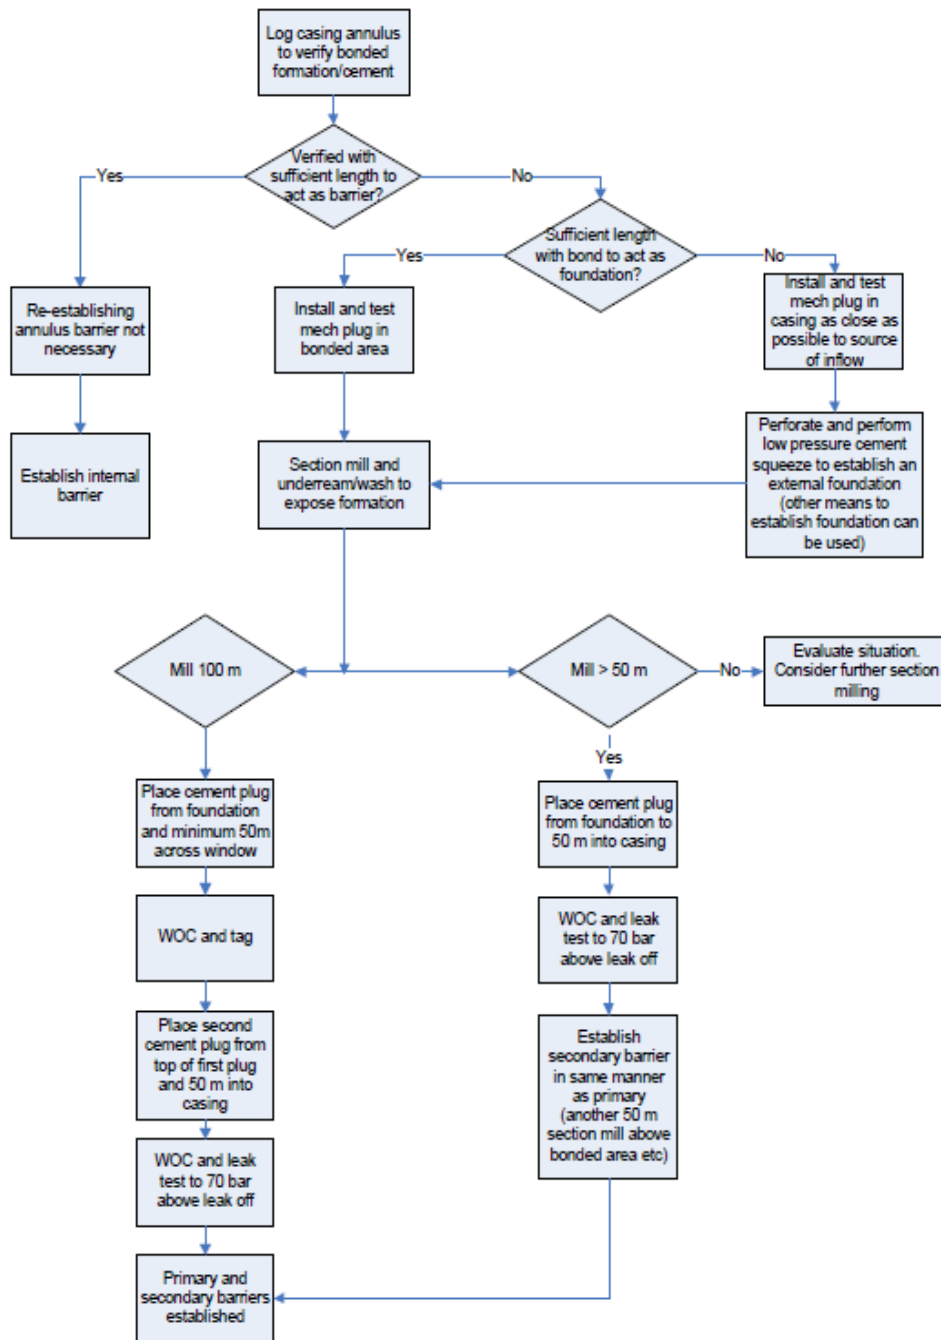 Log casing annulus
to verify bonded
formation/cement
Verified with
sufficient length to
act as barrier?
Yes
No
Sufficient length
with bond to act as
foundation?
Yes
No
Re-establishing
annulus barrier not
necessary
Install and test
mech plug in
bonded area
Install and test
mech plug in
casing as close as
possible to source
of inflow
Establish internal
barrier
Section mill and
underream/wash to
expose formation
Perforate and perform
low pressure cement
squeeze to establish an
external foundation
(other means to
establish foundation can
be used)
Mill 100 m
Mill > 50 m
No
Evaluate situation.
Consider further section
milling
Yes
Place cement plug
from foundation
and minimum 50m
across window
Place cement plug
from foundation to
50 m into casing
WOC and tag
WOC and leak
test to 70 bar
above leak off
Place second
cement plug from
top of first plug
and 50 m into
casing
Establish
secondary barrier
in same manner
as primary
(another 50 m
section mill above
bonded area etc)
WOC and leak
test to 70 bar
above leak off
Primary and
secondary barriers
established